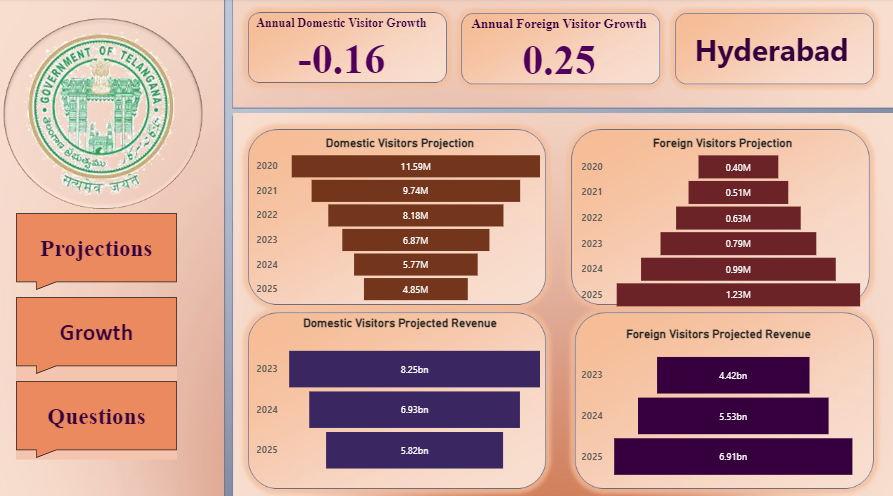 GOVERNMENT OF TELANGANA
सत्यमेव जयते
Projections
Growth
Questions
Annual Domestic Visitor Growth
-0.16
Annual Foreign Visitor Growth
0.25
Hyderabad
Domestic Visitors Projection
2020 11.59M
2021 9.74M
2022 8.18M
2023 6.87M
2024 5.77M
2025 4.85M
Foreign Visitors Projection
2020 0.40M
2021 0.51M
2022 0.63M
2023 0.79M
2024 0.99M
2025 1.23M
Domestic Visitors Projected Revenue
2023 8.25bn
2024 6.93bn
2025 5.82bn
Foreign Visitors Projected Revenue
2023 4.42bn
2024 5.53bn
2025 6.91bn